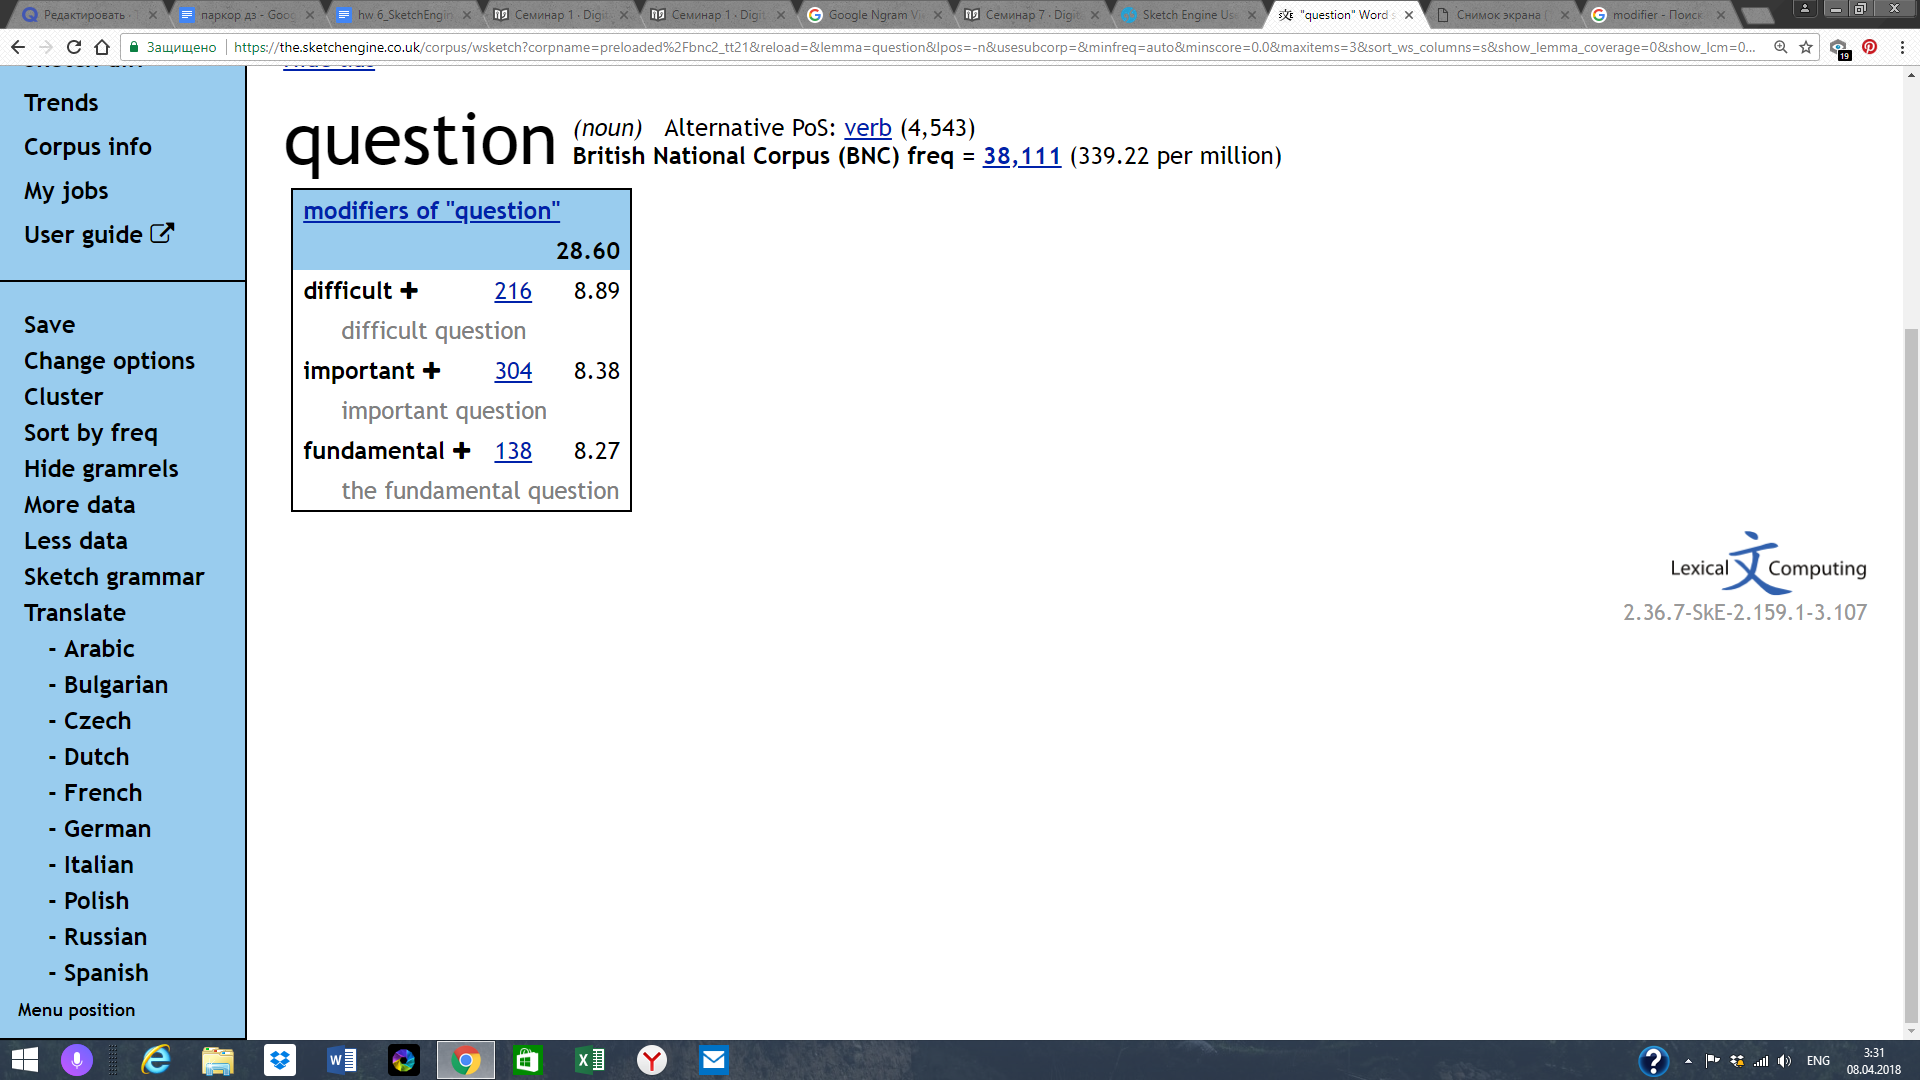 Редактировать
паркор дз - Goog
hw 6_SketchEngin
Семинар 1 · Digit
Семинар 1 · Digit
Google Ngram Vi
Семинар 7 · Digit
Sketch Engine Us
"question" Word s
Снимок экрана (
modifier - Поиск
Защищено
https://the.sketchengine.co.uk/corpus/wsketch?corpname=preloaded%2Fbnc2_tt21&reload=&lemma=question&lpos=-n&usesubcorp=&minfreq=auto&minscore=0.0&maxitems=3&sort_ws_columns=s&show_lemma_coverage=0&show_lcm=0...
19
Trends
Corpus info
My jobs
User guide
Save
Change options
Cluster
Sort by freq
Hide gramrels
More data
Less data
Sketch grammar
Translate
- Arabic
- Bulgarian
- Czech
- Dutch
- French
- German
- Italian
- Polish
- Russian
- Spanish
Menu position
question (noun) Alternative PoS: verb (4,543)
British National Corpus (BNC) freq = 38,111 (339.22 per million)
modifiers of "question"
28.60
difficult + 216 8.89
difficult question
important + 304 8.38
important question
fundamental + 138 8.27
the fundamental question
Lexical Computing
2.36.7-SkE-2.159.1-3.107
ENG
3:31
08.04.2018